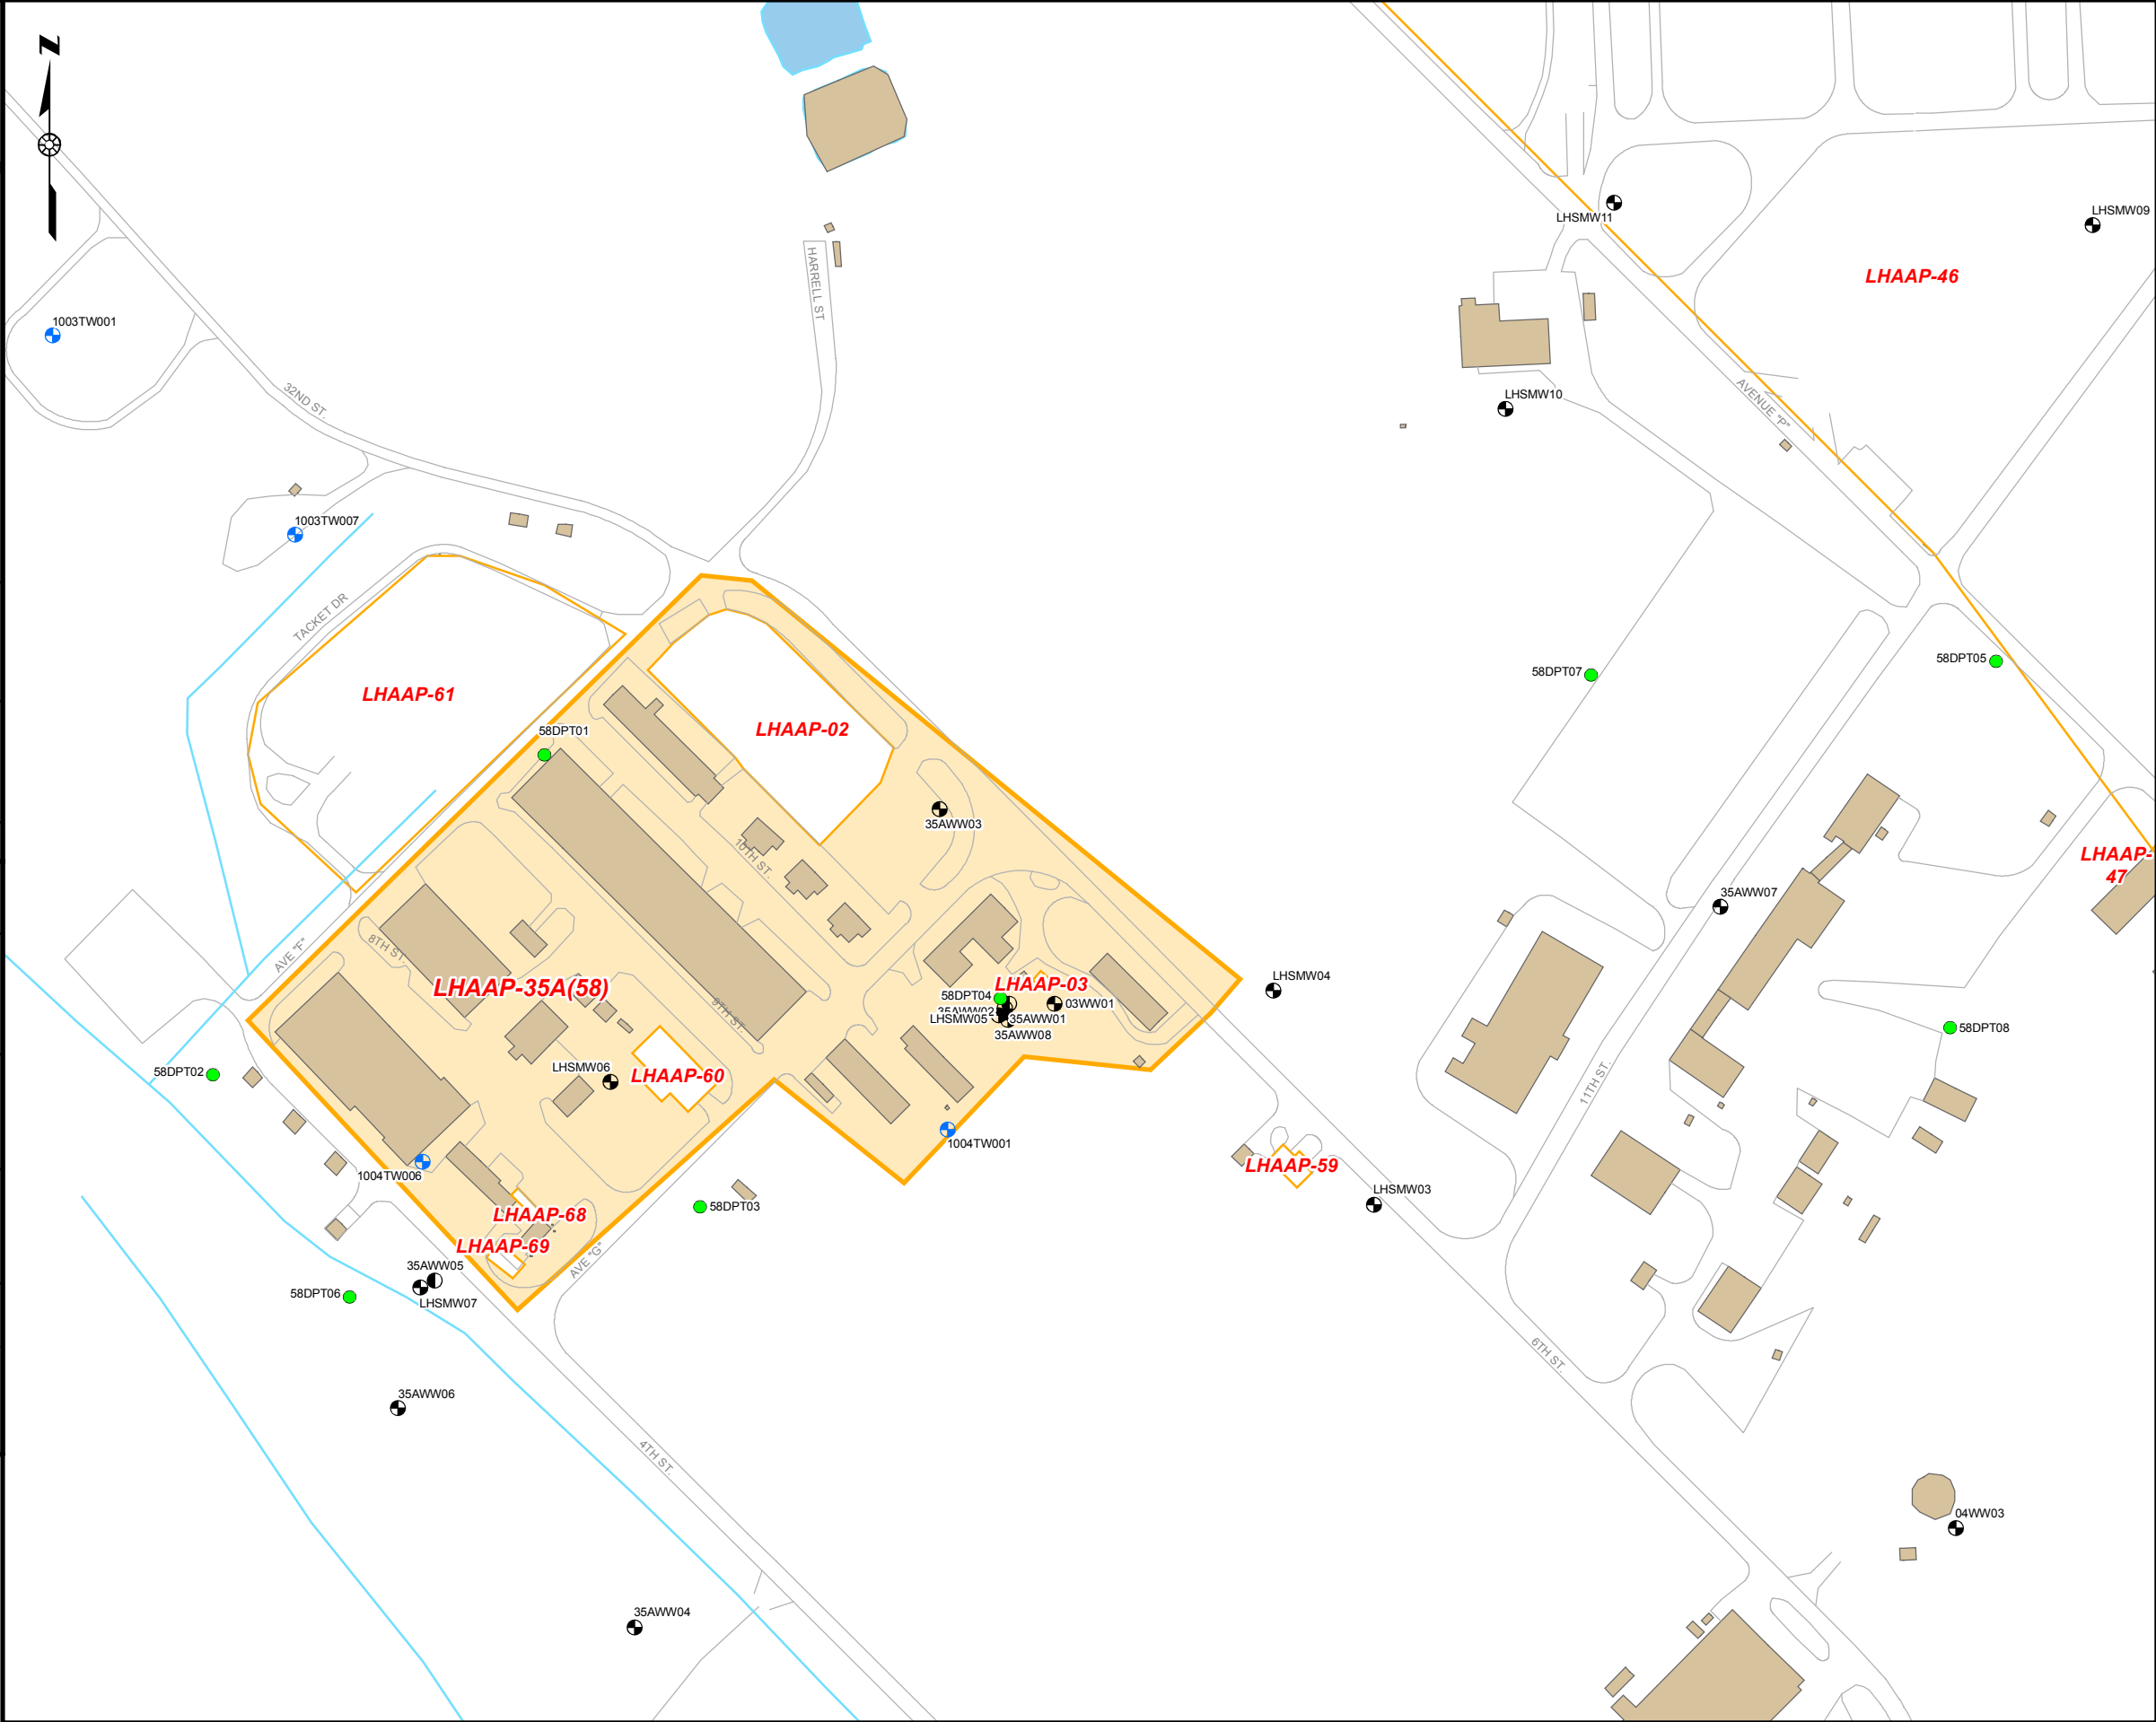 N
LHSMW11
LHSMW09
HARRELL ST
LHAAP-46
1003TW001
32ND ST.
LHSMW10
AVENUE "P"
1003TW007
TACKET DR
58DPT07
58DPT05
LHAAP-61
LHAAP-02
58DPT01
35AWW03
10TH ST.
LHAAP-
47
35AWW07
8TH ST.
AVE "F"
LHAAP-35A(58)
LHAAP-03
LHSMW04
58DPT04
03WW01
35AWW02
LHSMW05
35AWW01
35AWW08
9TH ST.
58DPT08
58DPT02
LHSMW06
LHAAP-60
11TH ST.
1004TW001
LHAAP-59
1004TW006
LHSMW03
58DPT03
LHAAP-68
LHAAP-69
AVE "G"
35AWW05
58DPT06
LHSMW07
6TH ST.
35AWW06
4TH ST.
04WW03
35AWW04